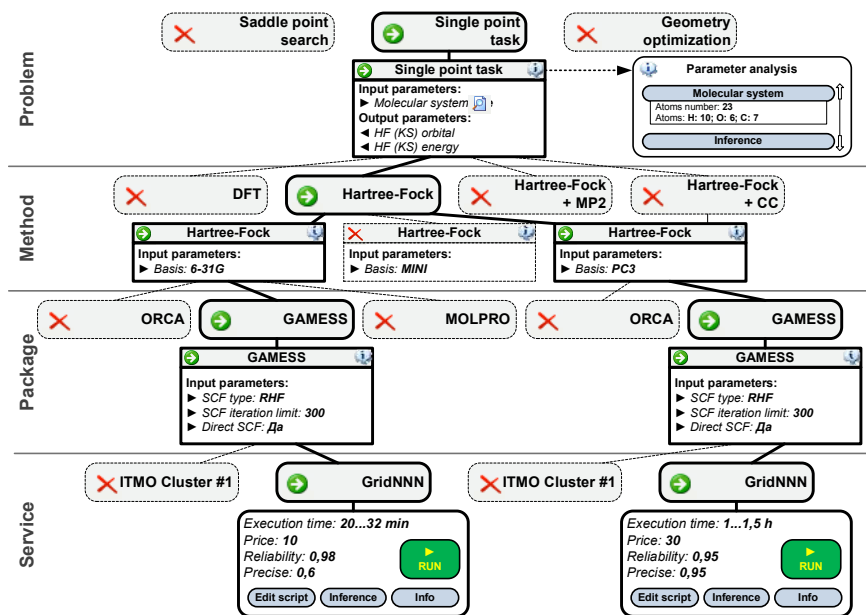 Problem
Saddle point
search
Single point
task
Geometry
optimization
Single point task
Input parameters:
► Molecular system
Output parameters:
◄ HF (KS) orbital
◄ HF (KS) energy
Parameter analysis
Molecular system
Atoms number: 23
Atoms: H: 10; O: 6; C: 7
Inference
Method
DFT
Hartree-Fock
Hartree-Fock
+ MP2
Hartree-Fock
+ CC
Hartree-Fock
Input parameters:
► Basis: 6-31G
Hartree-Fock
Input parameters:
► Basis: MINI
Hartree-Fock
Input parameters:
► Basis: PC3
Package
ORCA
GAMESS
MOLPRO
ORCA
GAMESS
GAMESS
Input parameters:
► SCF type: RHF
► SCF iteration limit: 300
► Direct SCF: Да
GAMESS
Input parameters:
► SCF type: RHF
► SCF iteration limit: 300
► Direct SCF: Да
Service
ITMO Cluster #1
GridNNN
ITMO Cluster #1
GridNNN
Execution time: 20...32 min
Price: 10
Reliability: 0,98
Precise: 0,6
► RUN
Edit script
Inference
Info
Execution time: 1...1,5 h
Price: 30
Reliability: 0,95
Precise: 0,95
► RUN
Edit script
Inference
Info